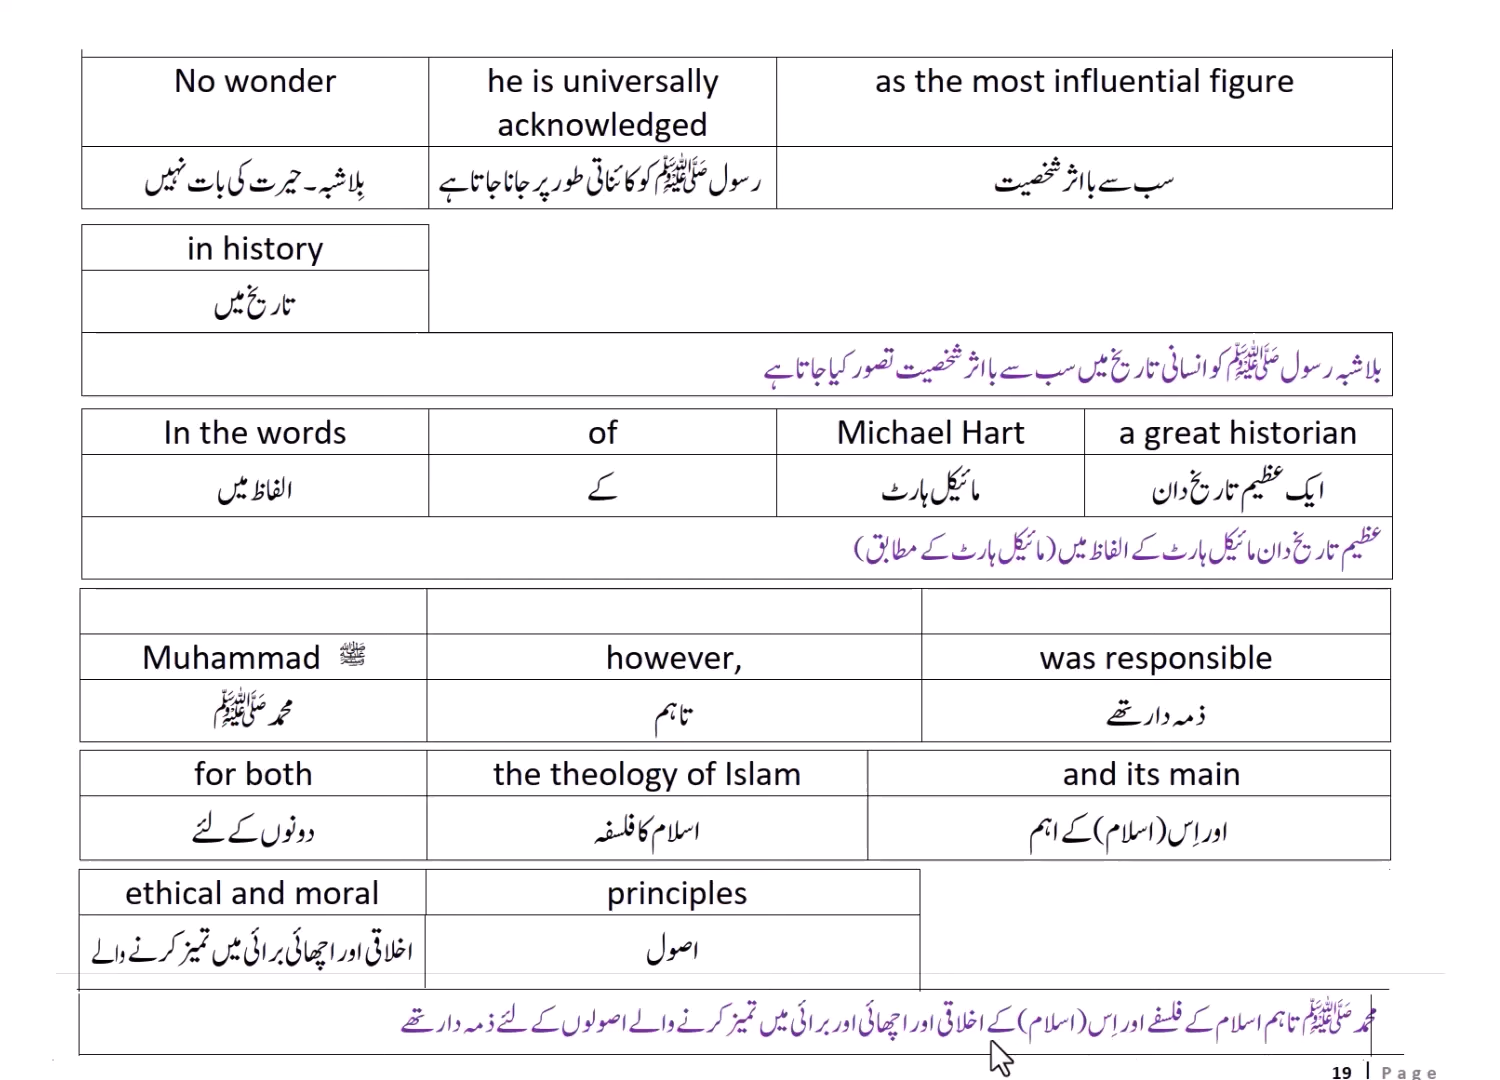 No wonder he is universally as the most influential figure
acknowledged
بِلاشبہ۔ حیرت کی بات نہیں رسول ﷺ کو کائناتی طور پر جانا جاتا ہے سب سے بااثر شخصیت
in history
تاریخ میں
بلاشبہ رسول ﷺ کو انسانی تاریخ میں سب سے بااثر شخصیت تصور کیا جاتا ہے
In the words of Michael Hart a great historian
الفاظ میں کے مائیکل ہارٹ ایک عظیم تاریخ دان
عظیم تاریخ دان مائیکل ہارٹ کے الفاظ میں (مائیکل ہارٹ کے مطابق)
Muhammad ﷺ however, was responsible
محمد ﷺ تاہم ذمہ دار تھے
for both the theology of Islam and its main
دونوں کے لئے اسلام کا فلسفہ اور اِس (اسلام) کے اہم
ethical and moral principles
اخلاقی اور اچھائی برائی میں تمیز کرنے والے اصول
محمد ﷺ تاہم اسلام کے فلسفے اور اِس (اسلام) کے اخلاقی اور اچھائی اور برائی میں تمیز کرنے والے اصولوں کے لئے ذمہ دار تھے
19 | Page